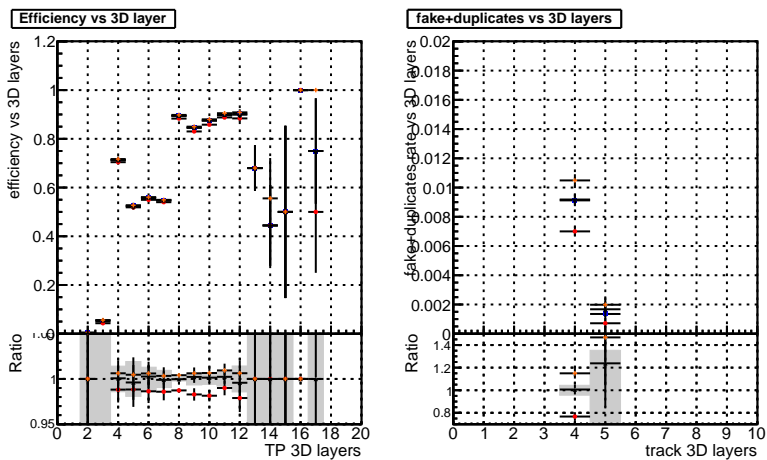 Efficiency vs 3D layer
efficiency vs 3D layers
1.2
1
0.8
0.6
0.4
0.2
0
Ratio
1
0.95
0 2 4 6 8 10 12 14 16 18 20
TP 3D layers
fake+duplicates vs 3D layers
fake+duplicates rate vs 3D layers
0.02
0.018
0.016
0.014
0.012
0.01
0.008
0.006
0.004
0.002
0
Ratio
1.4
1.2
1
0.8
0 1 2 3 4 5 6 7 8 9 10
track 3D layers